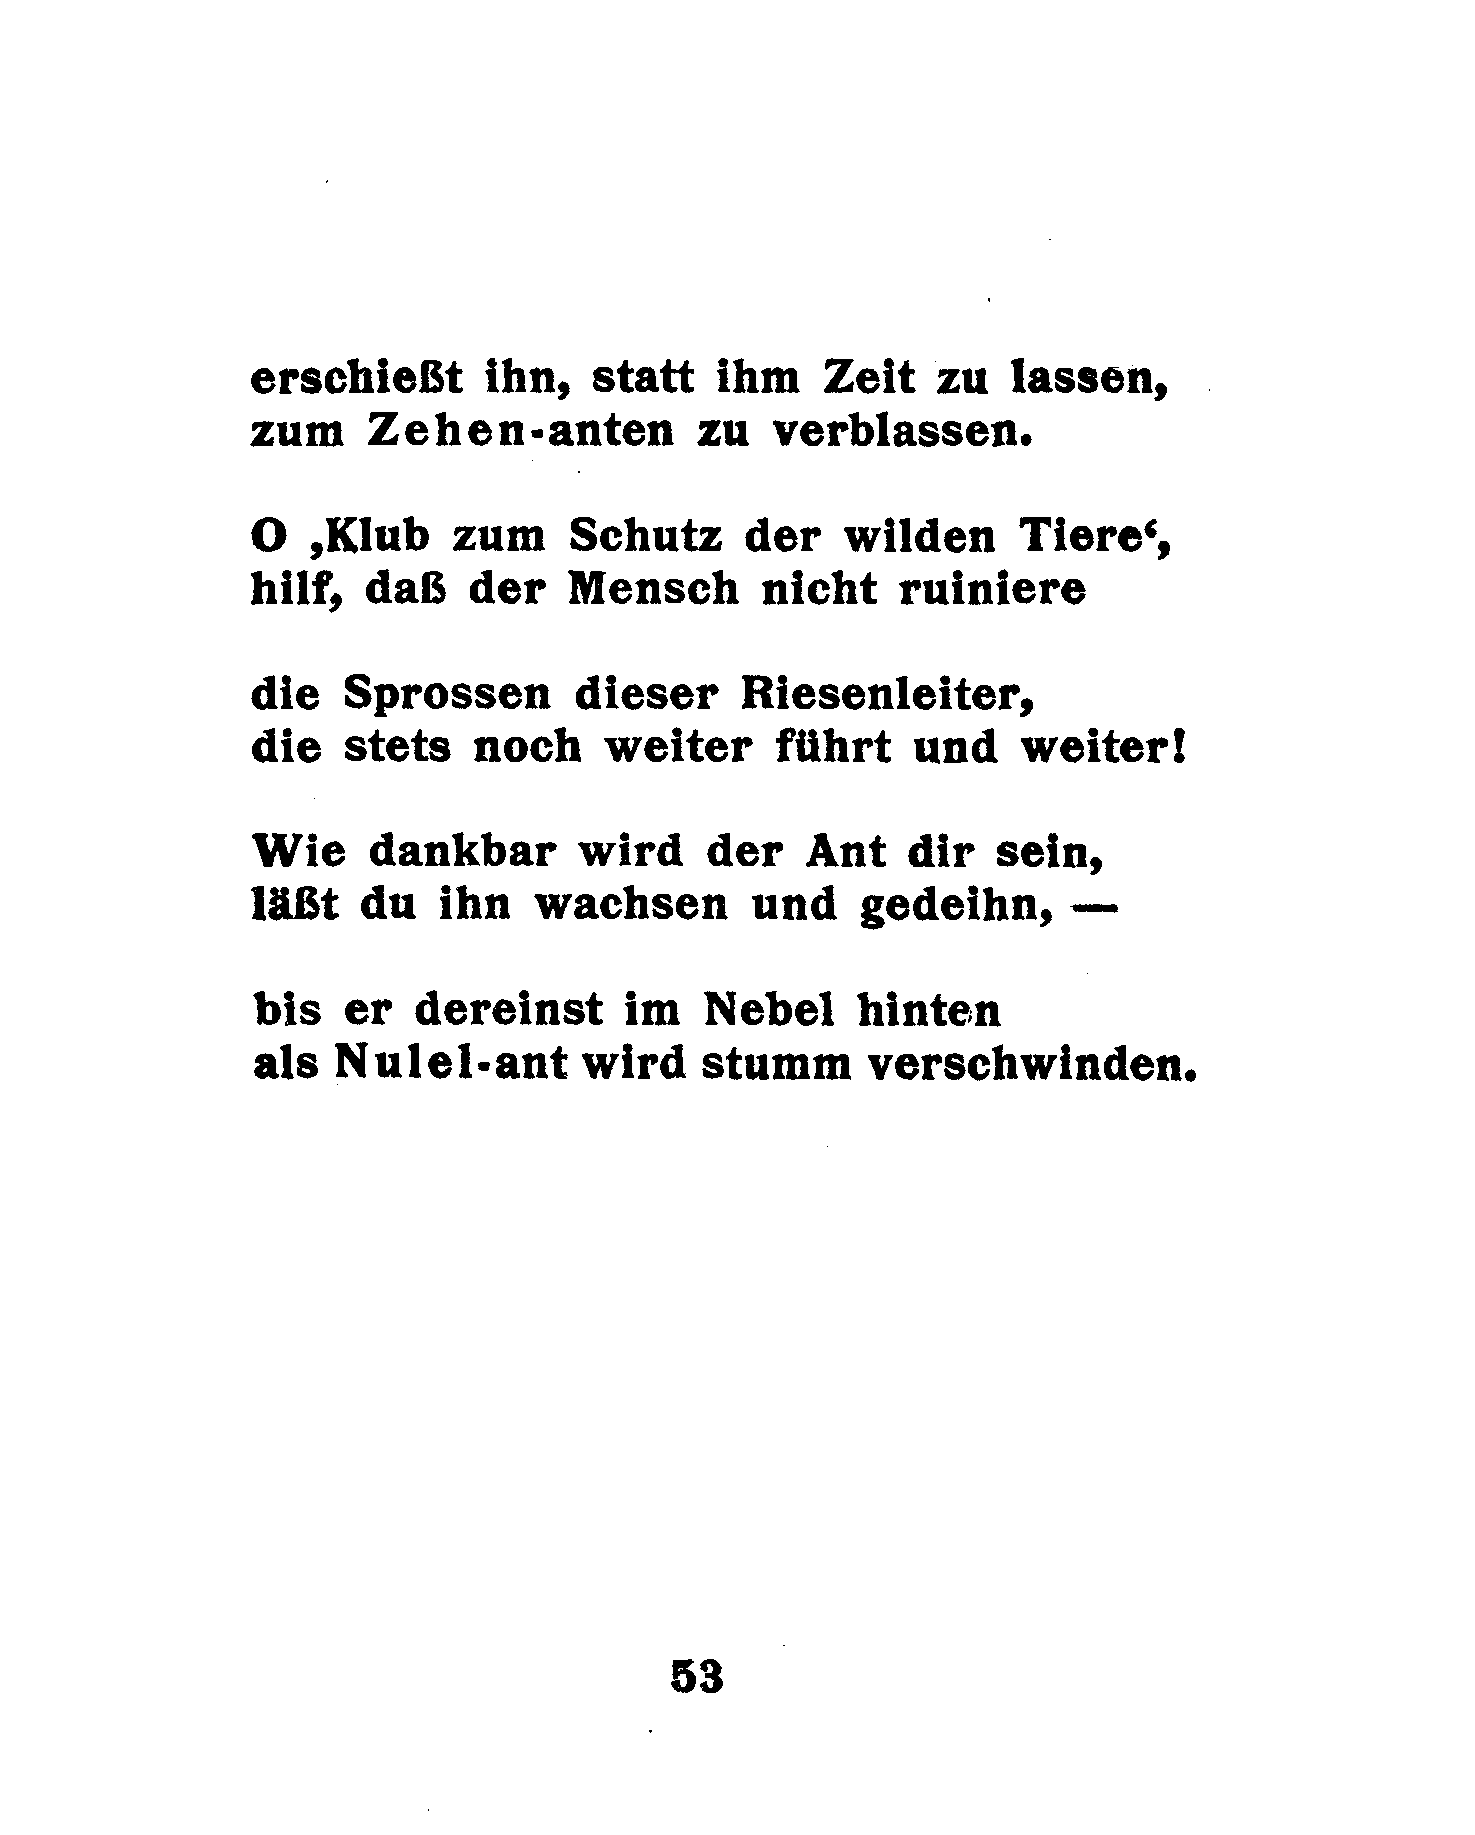 erschießt ihn, statt ihm Zeit zu lassen,
zum Zehen-anten zu verblassen.
O ‚Klub zum Schutz der wilden Tiere‘,
hilf, daß der Mensch nicht ruiniere
die Sprossen dieser Riesenleiter,
die stets noch weiter führt und weiter!
Wie dankbar wird der Ant dir sein,
läßt du ihn wachsen und gedeihn, —
bis er dereinst im Nebel hinten
als Nulel-ant wird stumm verschwinden.
53